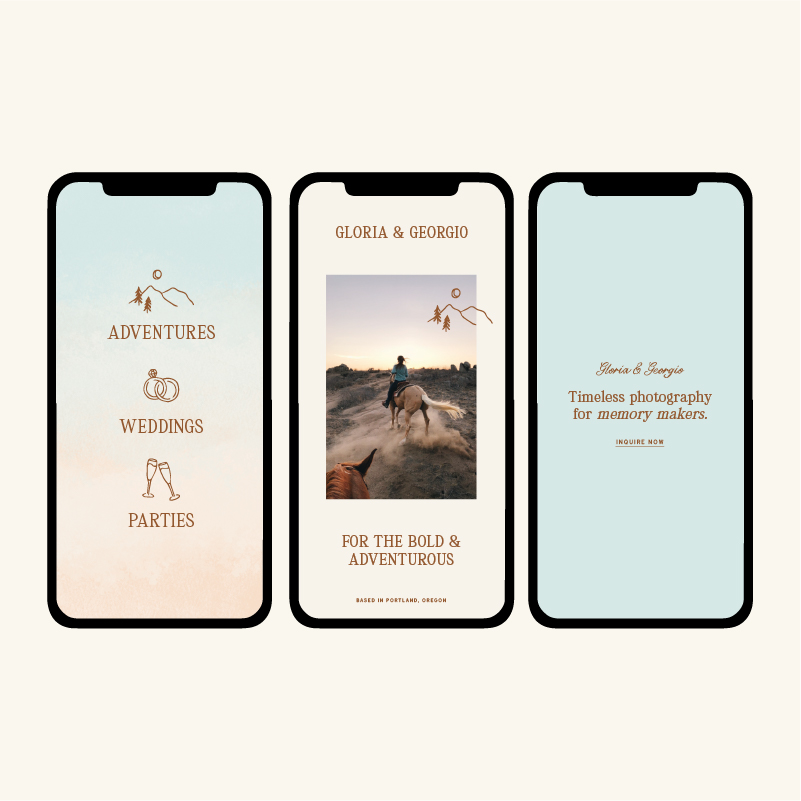 ADVENTURES
WEDDINGS
PARTIES
GLORIA & GEORGIO
FOR THE BOLD &
ADVENTUROUS
BASED IN PORTLAND, OREGON
Gloria & Georgio
Timeless photography
for memory makers.
INQUIRE NOW